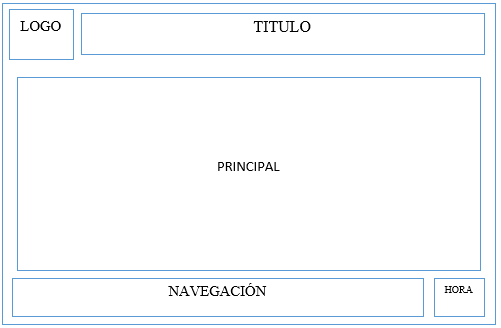 LOGO
TITULO
PRINCIPAL
NAVEGACIÓN
HORA